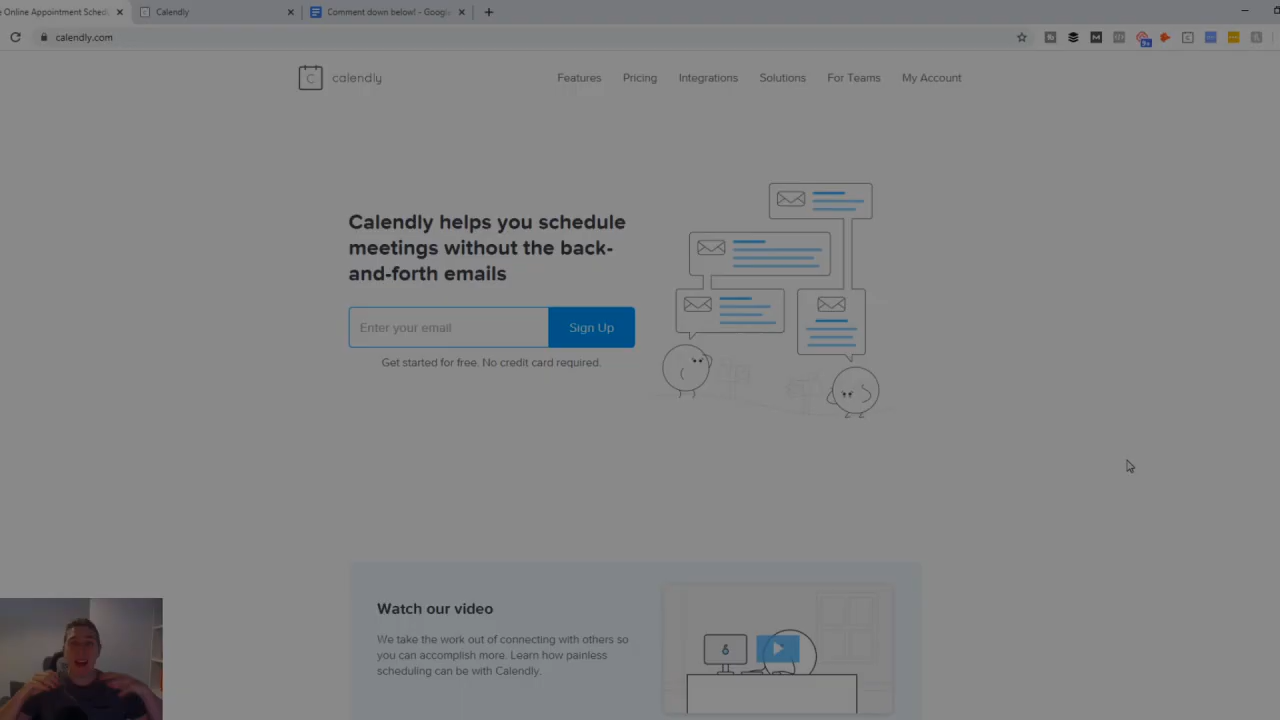 e Online Appointment Sched
Calendly
Comment down below! - Google
calendly.com
9+
C
calendly
Features
Pricing
Integrations
Solutions
For Teams
My Account
Calendly helps you schedule
meetings without the back-
and-forth emails
Enter your email
Sign Up
Get started for free. No credit card required.
Watch our video
We take the work out of connecting with others so
you can accomplish more. Learn how painless
scheduling can be with Calendly.
6